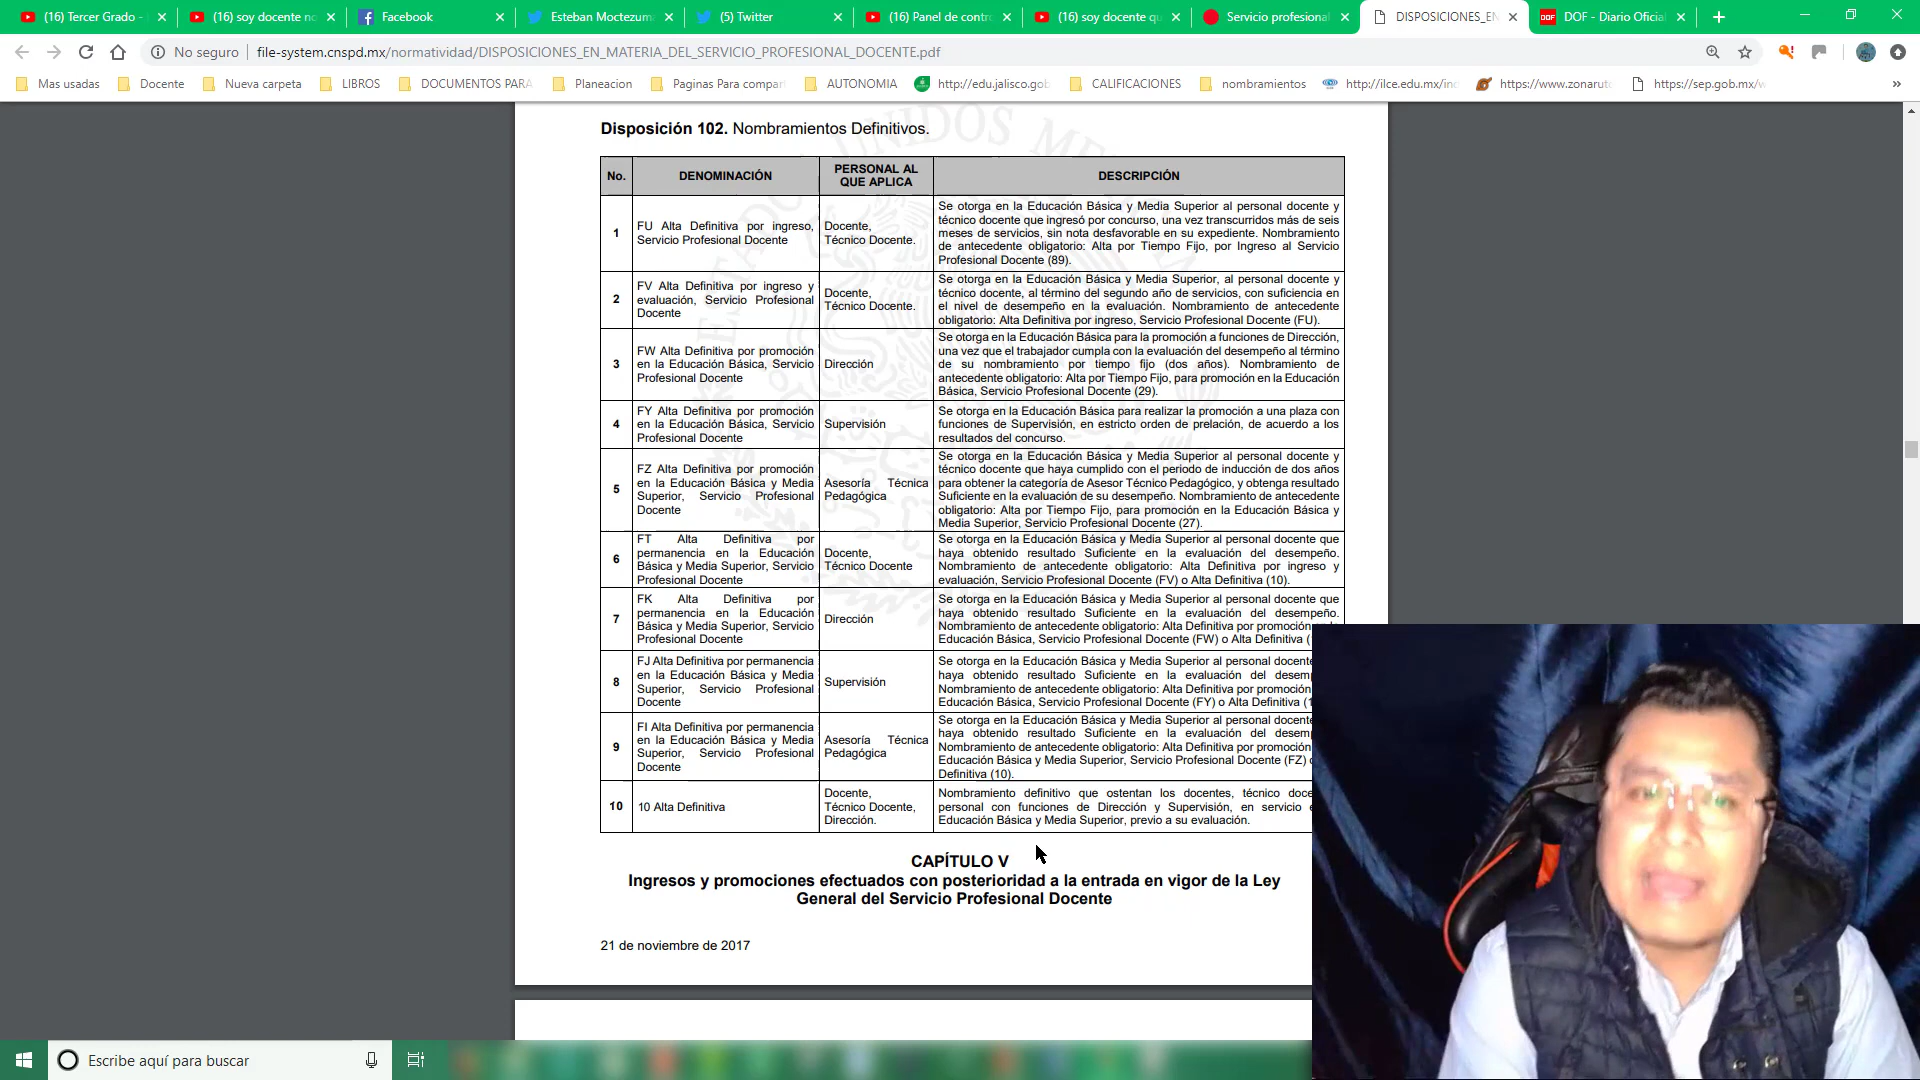 (16) Tercer Grado -
(16) soy docente no
Facebook
Esteban Moctezum
(5) Twitter
(16) Panel de contr
(16) soy docente qu
Servicio profesional
DISPOSICIONES_EN
DOF - Diario Oficial
No seguro
file-system.cnspd.mx/normatividad/DISPOSICIONES_EN_MATERIA_DEL_SERVICIO_PROFESIONAL_DOCENTE.pdf
Mas usadas
Docente
Nueva carpeta
LIBROS
DOCUMENTOS PARA
Planeacion
Paginas Para compar
AUTONOMIA
http://edu.jalisco.gob
CALIFICACIONES
nombramientos
http://ilce.edu.mx/in
https://www.zonarut
https://sep.gob.mx/w
Disposición 102. Nombramientos Definitivos.
No.
DENOMINACIÓN
PERSONAL AL
QUE APLICA
DESCRIPCIÓN
1
FU Alta Definitiva por ingreso,
Servicio Profesional Docente
Docente,
Técnico Docente.
Se otorga en la Educación Básica y Media Superior al personal docente y
técnico docente que ingresó por concurso, una vez transcurridos más de seis
meses de servicios, sin nota desfavorable en su expediente. Nombramiento
de antecedente obligatorio: Alta por Tiempo Fijo, por Ingreso al Servicio
Profesional Docente (89).
2
FV Alta Definitiva por ingreso y
evaluación, Servicio Profesional
Docente
Docente,
Técnico Docente.
Se otorga en la Educación Básica y Media Superior, al personal docente y
técnico docente, al término del segundo año de servicios, con suficiencia en
el nivel de desempeño en la evaluación. Nombramiento de antecedente
obligatorio: Alta Definitiva por ingreso, Servicio Profesional Docente (FU).
3
FW Alta Definitiva por promoción
en la Educación Básica, Servicio
Profesional Docente
Dirección
Se otorga en la Educación Básica para la promoción a funciones de Dirección,
una vez que el trabajador cumpla con la evaluación del desempeño al término
de su nombramiento por tiempo fijo (dos años). Nombramiento de
antecedente obligatorio: Alta por Tiempo Fijo, para promoción en la Educación
Básica, Servicio Profesional Docente (29).
4
FY Alta Definitiva por promoción
en la Educación Básica, Servicio
Profesional Docente
Supervisión
Se otorga en la Educación Básica para realizar la promoción a una plaza con
funciones de Supervisión, en estricto orden de prelación, de acuerdo a los
resultados del concurso.
5
FZ Alta Definitiva por promoción
en la Educación Básica y Media
Superior, Servicio Profesional
Docente
Asesoría Técnica
Pedagógica
Se otorga en la Educación Básica y Media Superior al personal docente y
técnico docente que haya cumplido con el periodo de inducción de dos años
para obtener la categoría de Asesor Técnico Pedagógico, y obtenga resultado
Suficiente en la evaluación de su desempeño. Nombramiento de antecedente
obligatorio: Alta por Tiempo Fijo, para promoción en la Educación Básica y
Media Superior, Servicio Profesional Docente (27).
6
FT Alta Definitiva por
permanencia en la Educación
Básica y Media Superior, Servicio
Profesional Docente
Docente,
Técnico Docente
Se otorga en la Educación Básica y Media Superior al personal docente que
haya obtenido resultado Suficiente en la evaluación del desempeño.
Nombramiento de antecedente obligatorio: Alta Definitiva por ingreso y
evaluación, Servicio Profesional Docente (FV) o Alta Definitiva (10).
7
FK Alta Definitiva por
permanencia en la Educación
Básica y Media Superior, Servicio
Profesional Docente
Dirección
Se otorga en la Educación Básica y Media Superior al personal docente que
haya obtenido resultado Suficiente en la evaluación del desempeño.
Nombramiento de antecedente obligatorio: Alta Definitiva por promoción
Educación Básica, Servicio Profesional Docente (FW) o Alta Definitiva (
8
FJ Alta Definitiva por permanencia
en la Educación Básica y Media
Superior, Servicio Profesional
Docente
Supervisión
Se otorga en la Educación Básica y Media Superior al personal docente
haya obtenido resultado Suficiente en la evaluación del desemp
Nombramiento de antecedente obligatorio: Alta Definitiva por promoción
Educación Básica, Servicio Profesional Docente (FY) o Alta Definitiva (1
9
FI Alta Definitiva por permanencia
en la Educación Básica y Media
Superior, Servicio Profesional
Docente
Asesoría Técnica
Pedagógica
Se otorga en la Educación Básica y Media Superior al personal docente
haya obtenido resultado Suficiente en la evaluación del desemp
Nombramiento de antecedente obligatorio: Alta Definitiva por promoción
Educación Básica y Media Superior, Servicio Profesional Docente (FZ)
Definitiva (10).
10
10 Alta Definitiva
Docente,
Técnico Docente,
Dirección.
Nombramiento definitivo que ostentan los docentes, técnico doce
personal con funciones de Dirección y Supervisión, en servicio e
Educación Básica y Media Superior, previo a su evaluación.
CAPÍTULO V
Ingresos y promociones efectuados con posterioridad a la entrada en vigor de la Ley
General del Servicio Profesional Docente
21 de noviembre de 2017
Escribe aquí para buscar